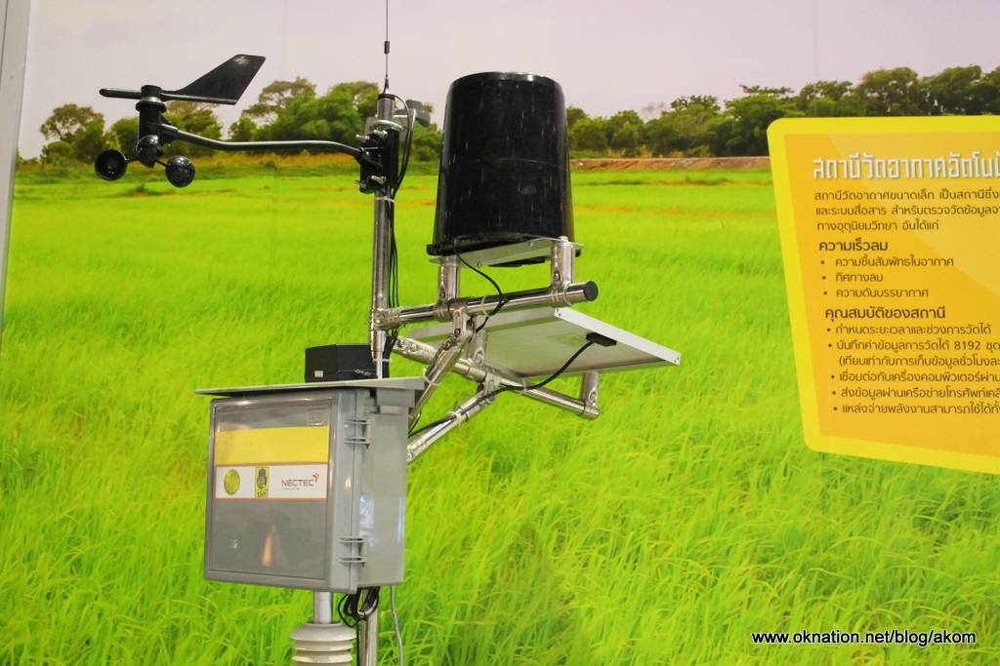 สถานีวัดอากาศอัตโนมั
สถานีวัดอากาศขนาดเล็ก เป็นสถานีซึ่ง
และระบบสื่อสาร สำหรับตรวจวัดข้อมูลจา
ทางอุตุนิยมวิทยา อันได้แก่
ความเร็วลม
• ความชื้นสัมพัทธในอากาศ
• ทิศทางลม
• ความดันบรรยากาศ
คุณสมบัติของสถานี
• กำหนดระยะเวลาและช่วงการวัดได้
• บันทึกค่าข้อมูลการวัดได้ 8192 ชุด
(เทียบเท่ากับการเก็บข้อมูลชั่วโมงละ
• เชื่อมต่อกับเครื่องคอมพิวเตอร์ผ่าน
• ส่งข้อมูลผ่านเครือข่ายโทรศัพท์เคลื
• แหล่งจ่ายพลังงานสามารถใช้ได้ทั้
NECTEC
www.oknation.net/blog/akom